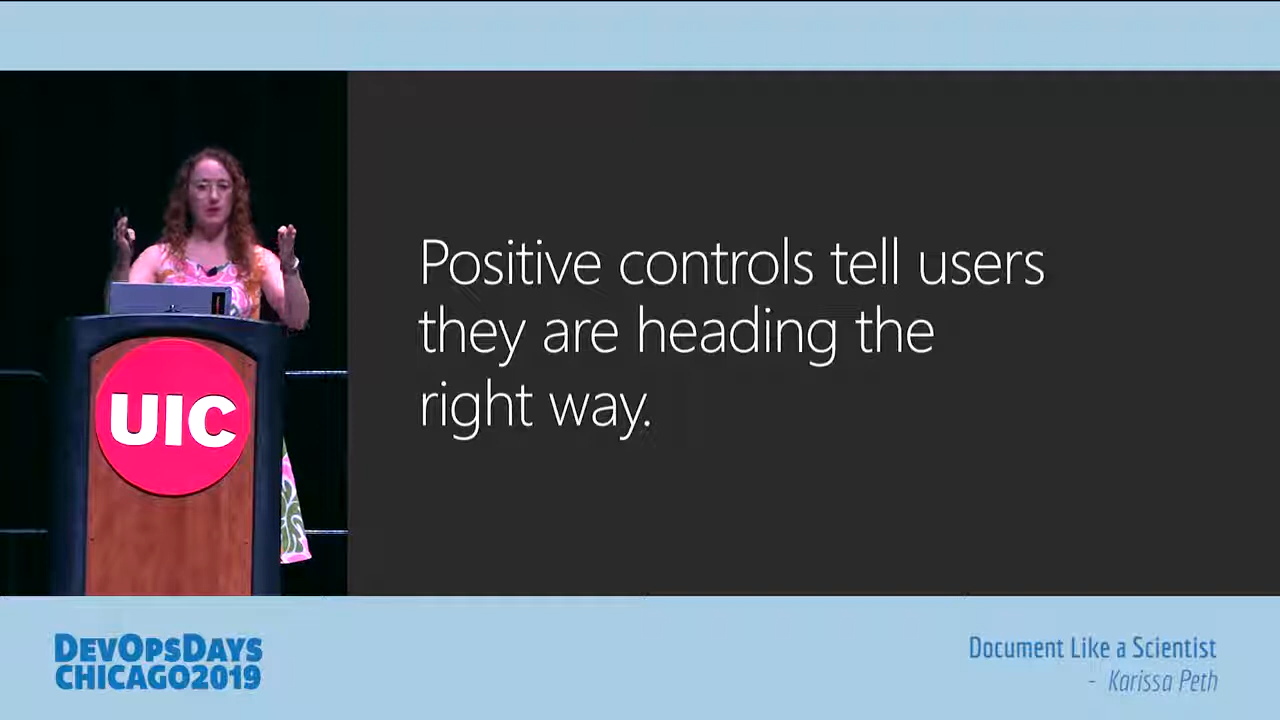 Positive controls tell users
they are heading the
right way.
UIC
DEVOPSDAYS
CHICAGO2019
Document Like a Scientist
- Karissa Peth